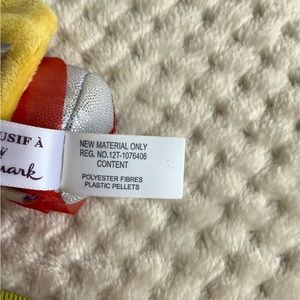 USIF À
mark
NEW MATERIAL ONLY
REG. NO.12T-1076406
CONTENT
POLYESTER FIBRES
PLASTIC PELLETS